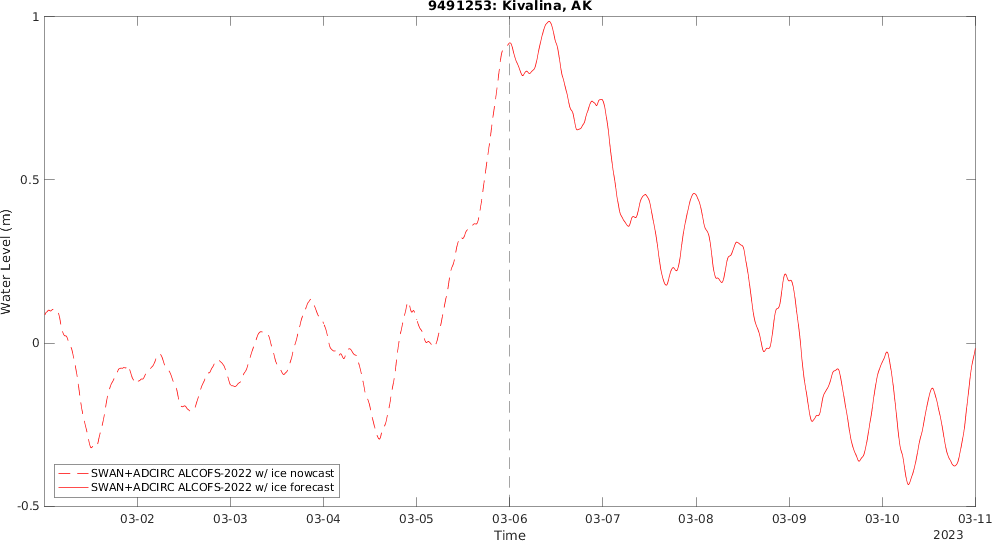 9491253: Kivalina, AK
Water Level (m)
1
0.5
0
-0.5
SWAN+ADCIRC ALCOFS-2022 w/ ice nowcast
SWAN+ADCIRC ALCOFS-2022 w/ ice forecast
03-02 03-03 03-04 03-05 03-06 03-07 03-08 03-09 03-10 03-11
Time
2023